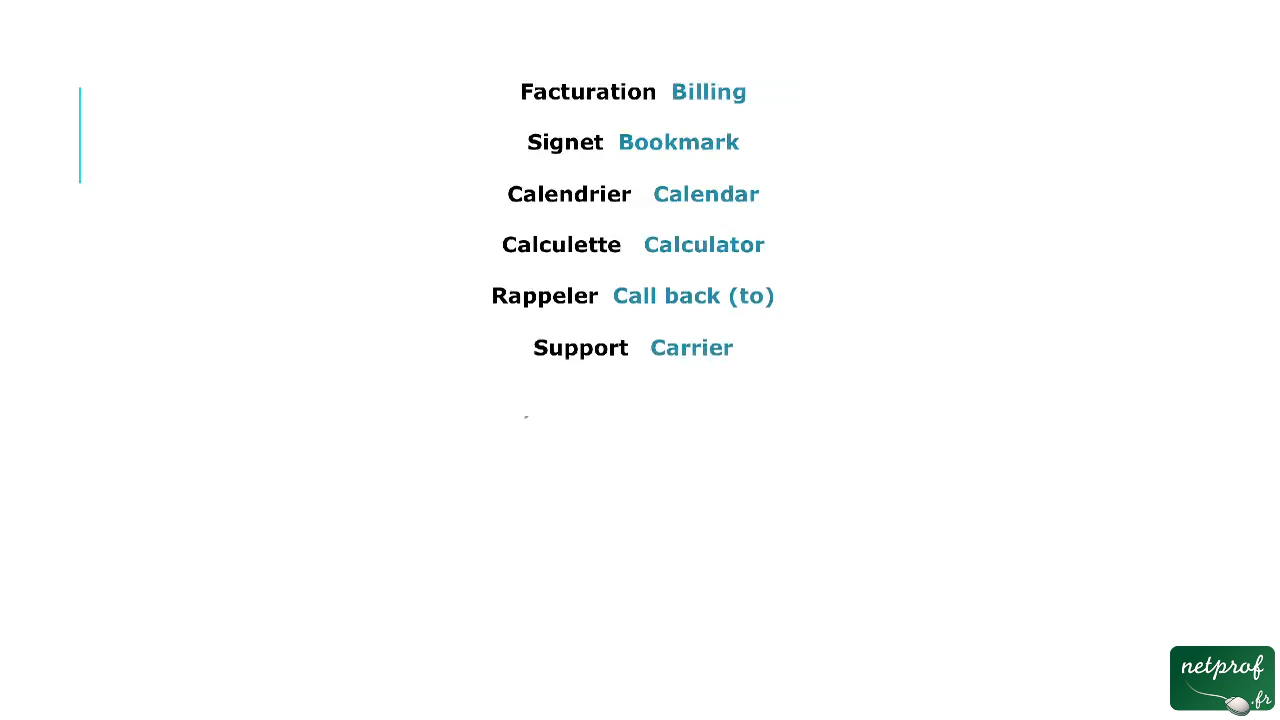 Facturation Billing
Signet Bookmark
Calendrier Calendar
Calculette Calculator
Rappeler Call back (to)
Support Carrier
netprof
.fr